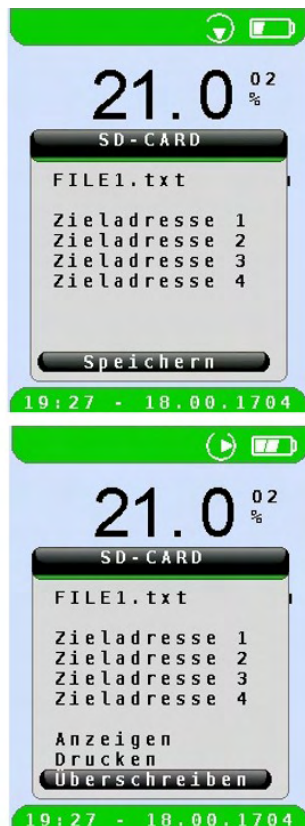 21.0 O2
%
SD-CARD
FILE1.txt
Zieladresse 1
Zieladresse 2
Zieladresse 3
Zieladresse 4
Speichern
19:27 - 18.00.1704
21.0 O2
%
SD-CARD
FILE1.txt
Zieladresse 1
Zieladresse 2
Zieladresse 3
Zieladresse 4
Anzeigen
Drucken
Überschreiben
19:27 - 18.00.1704